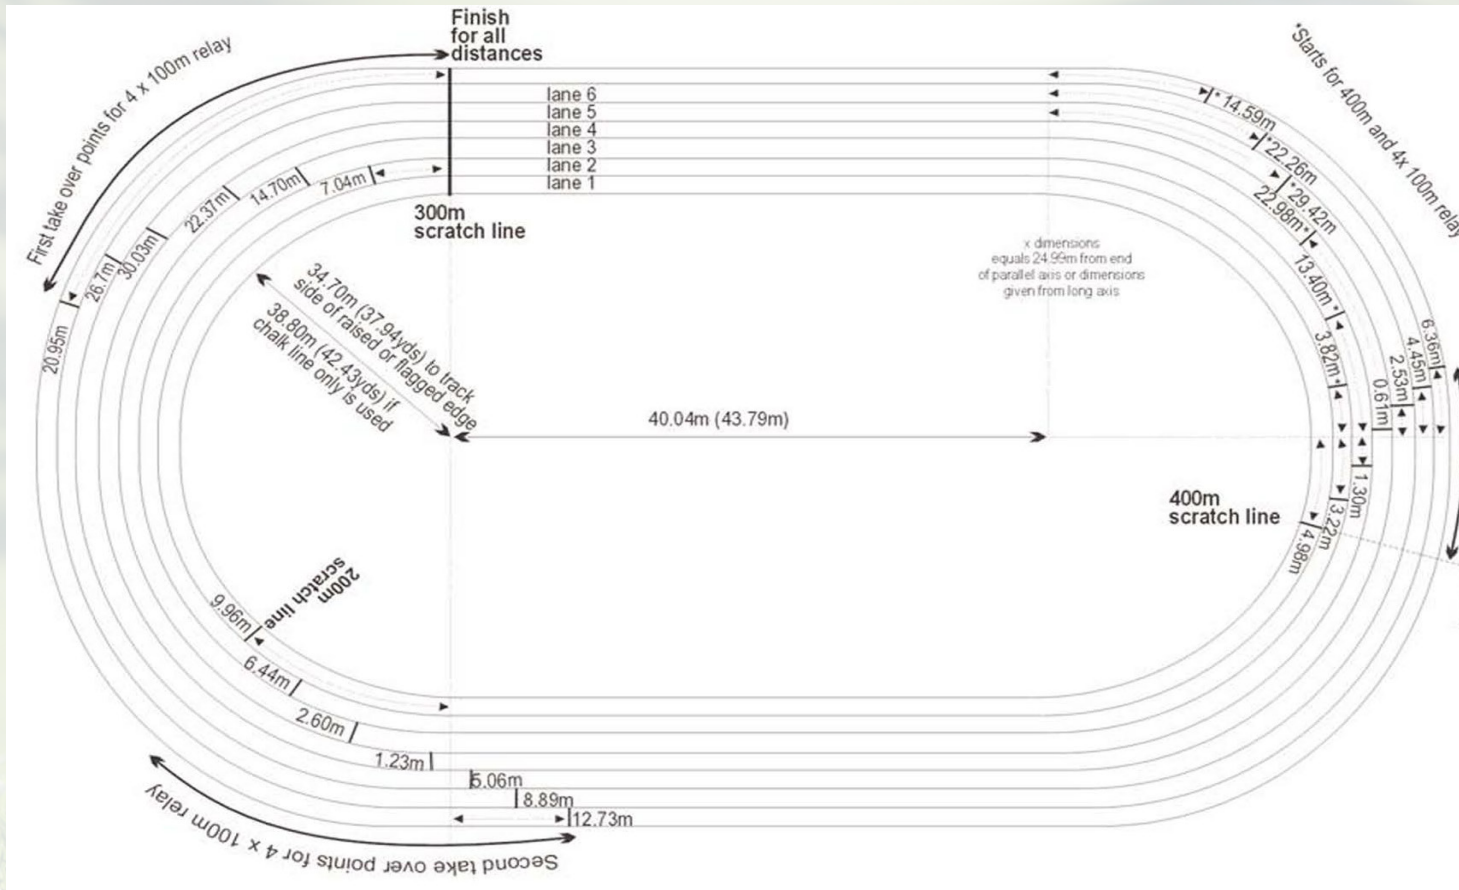 Finish
for all
distances
First take over points for 4 x 100m relay
*Starts for 400m and 4x 100m relay
lane 6
lane 5
lane 4
lane 3
lane 2
lane 1
300m
scratch line
7.04m
14.70m
22.37m
30.03m
26.7m
20.95m
* 14.59m
*22.26m
*29.42m
22.98m*
13.40m*
3.82m*
6.36m
4.45m
2.53m
0.61m
x dimensions
equals 24.99m from end
of parallel axis or dimensions
given from long axis
34.70m (37.94yds) to track
side of raised or flagged edge
38.80m (42.43yds) if
chalk line only is used
40.04m (43.79m)
400m
scratch line
1.30m
3.22m
4.98m
200m
scratch line
9.96m
6.44m
2.60m
1.23m
5.06m
8.89m
12.73m
Second take over points for 4 x 100m relay